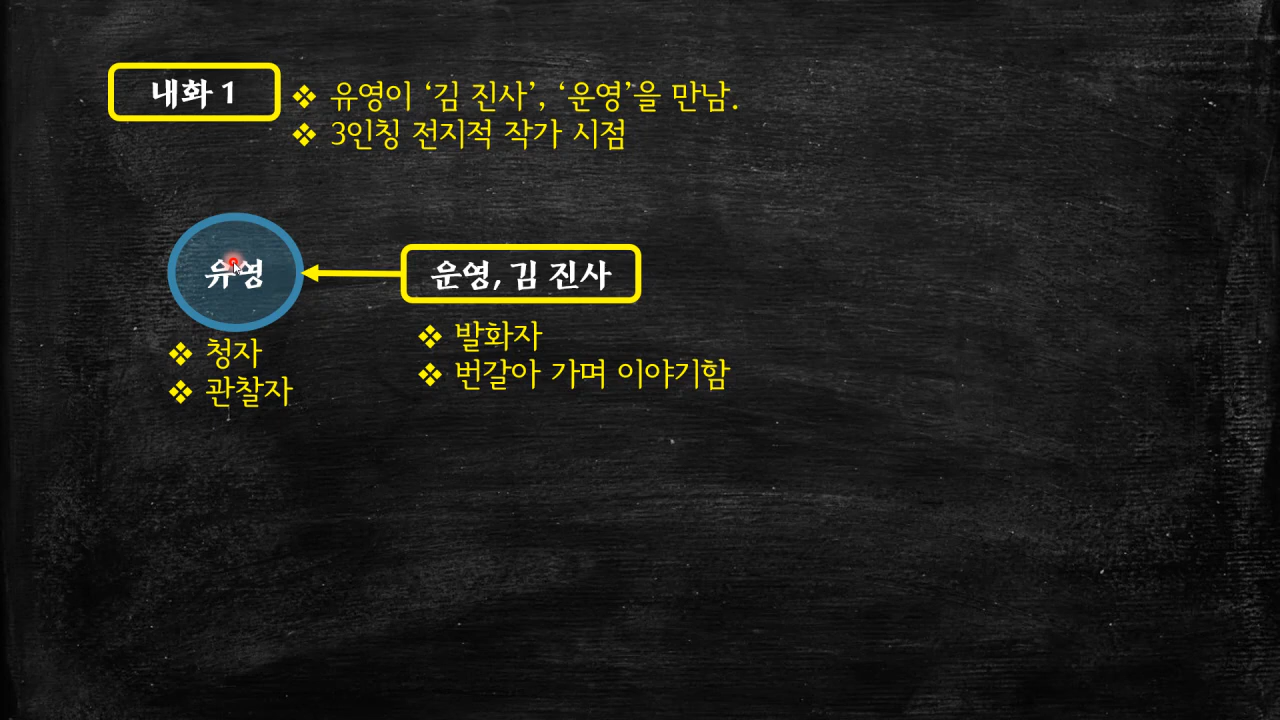 내화 1
❖ 유영이 ‘김 진사’, ‘운영’을 만남.
❖ 3인칭 전지적 작가 시점
유영
운영, 김 진사
❖ 청자
❖ 관찰자
❖ 발화자
❖ 번갈아 가며 이야기함